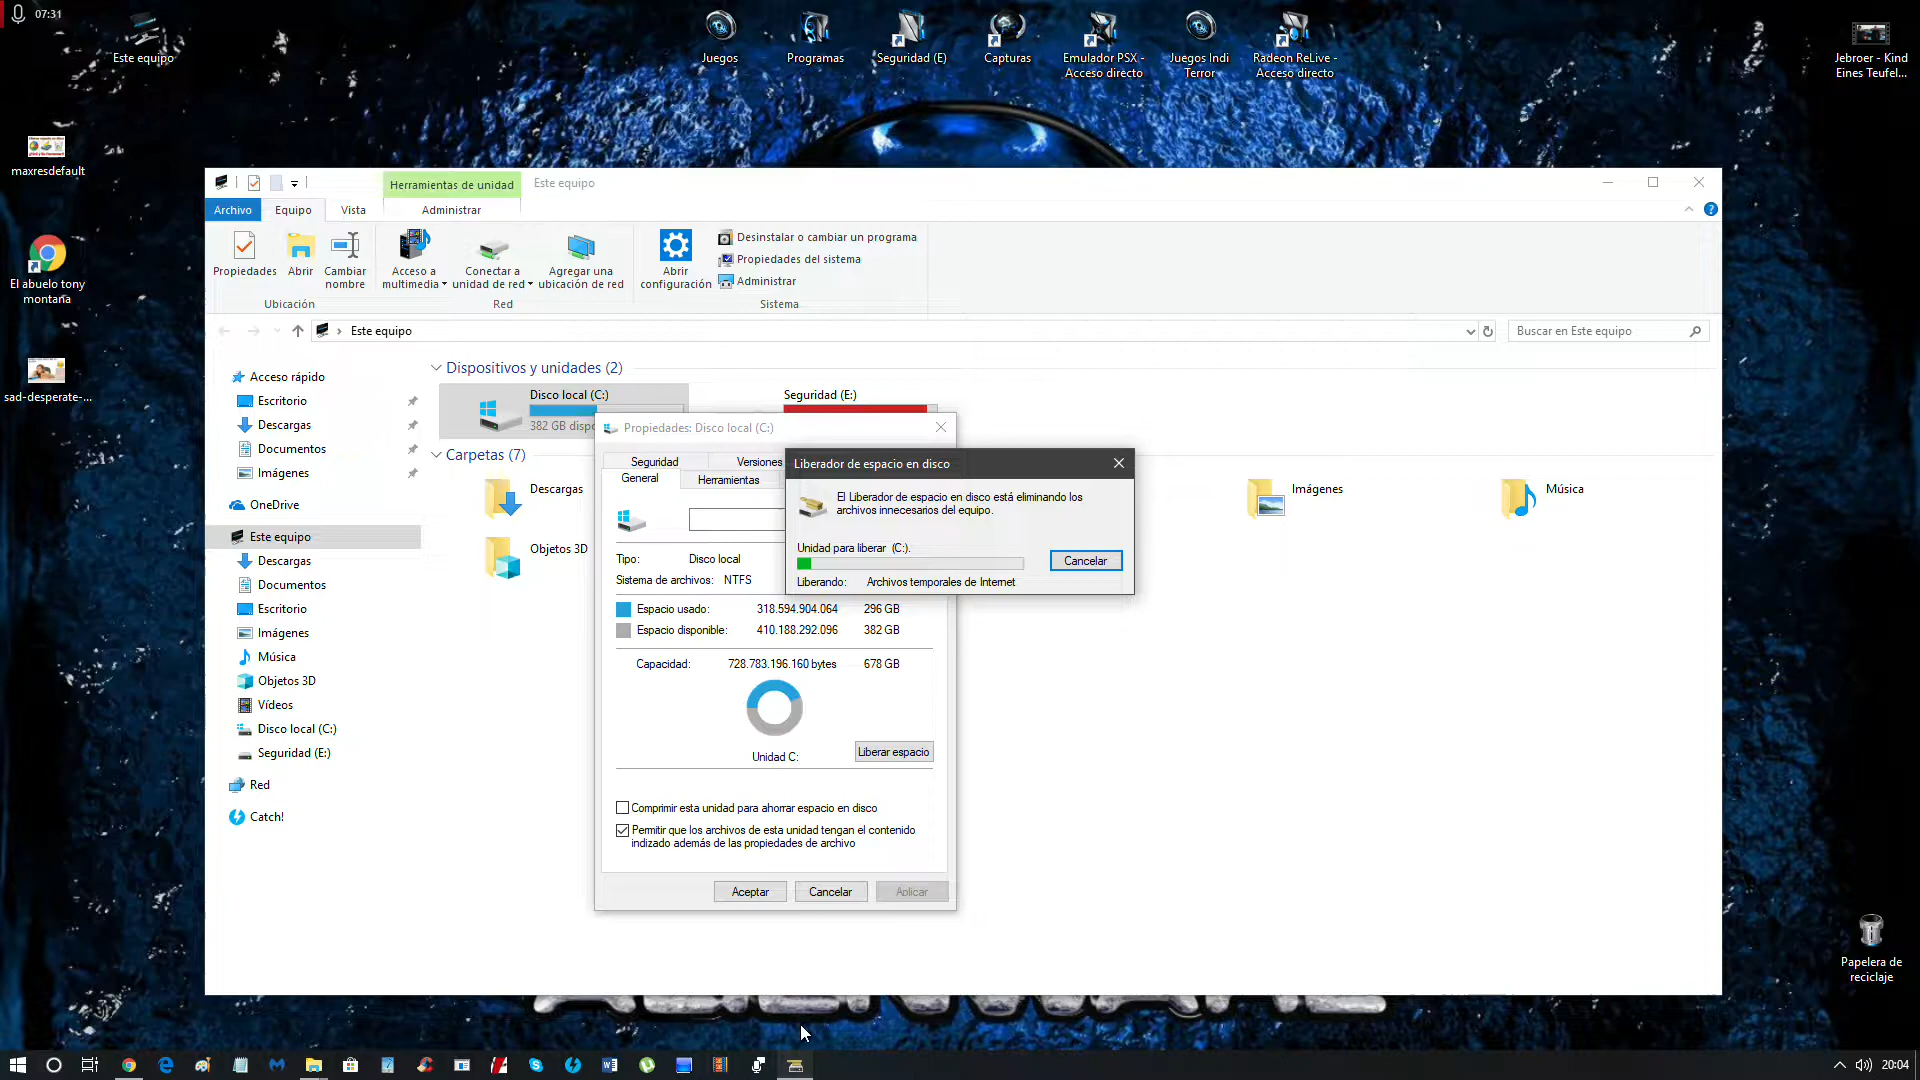 07:31
Este equipo
Juegos
Programas
Seguridad (E)
Capturas
Emulador PSX -
Acceso directo
Juegos Indi
Terror
Radeon ReLive -
Acceso directo
Jebroer - Kind
Eines Teufel...
maxresdefault
El abuelo tony
montana
sad-desperate-...
Herramientas de unidad
Este equipo
Archivo
Equipo
Vista
Administrar
Propiedades
Abrir
Cambiar
nombre
Ubicación
Acceso a
multimedia
Conectar a
unidad de red
Agregar una
ubicación de red
Red
Abrir
configuración
Desinstalar o cambiar un programa
Propiedades del sistema
Administrar
Sistema
Este equipo
Buscar en Este equipo
Acceso rápido
Escritorio
Descargas
Documentos
Imágenes
OneDrive
Este equipo
Descargas
Documentos
Escritorio
Imágenes
Música
Objetos 3D
Vídeos
Disco local (C:)
Seguridad (E:)
Red
Catch!
Dispositivos y unidades (2)
Disco local (C:)
382 GB dispo
Seguridad (E:)
Carpetas (7)
Descargas
Imágenes
Música
Objetos 3D
Propiedades: Disco local (C:)
Seguridad
Versiones
General
Herramientas
Tipo:
Disco local
Sistema de archivos:
NTFS
Espacio usado:
318.594.904.064
296 GB
Espacio disponible:
410.188.292.096
382 GB
Capacidad:
728.783.196.160 bytes
678 GB
Unidad C:
Liberar espacio
Comprimir esta unidad para ahorrar espacio en disco
Permitir que los archivos de esta unidad tengan el contenido
indizado además de las propiedades de archivo
Aceptar
Cancelar
Aplicar
Liberador de espacio en disco
El Liberador de espacio en disco está eliminando los
archivos innecesarios del equipo.
Unidad para liberar (C:).
Cancelar
Liberando:
Archivos temporales de Internet
Papelera de
reciclaje
20:04